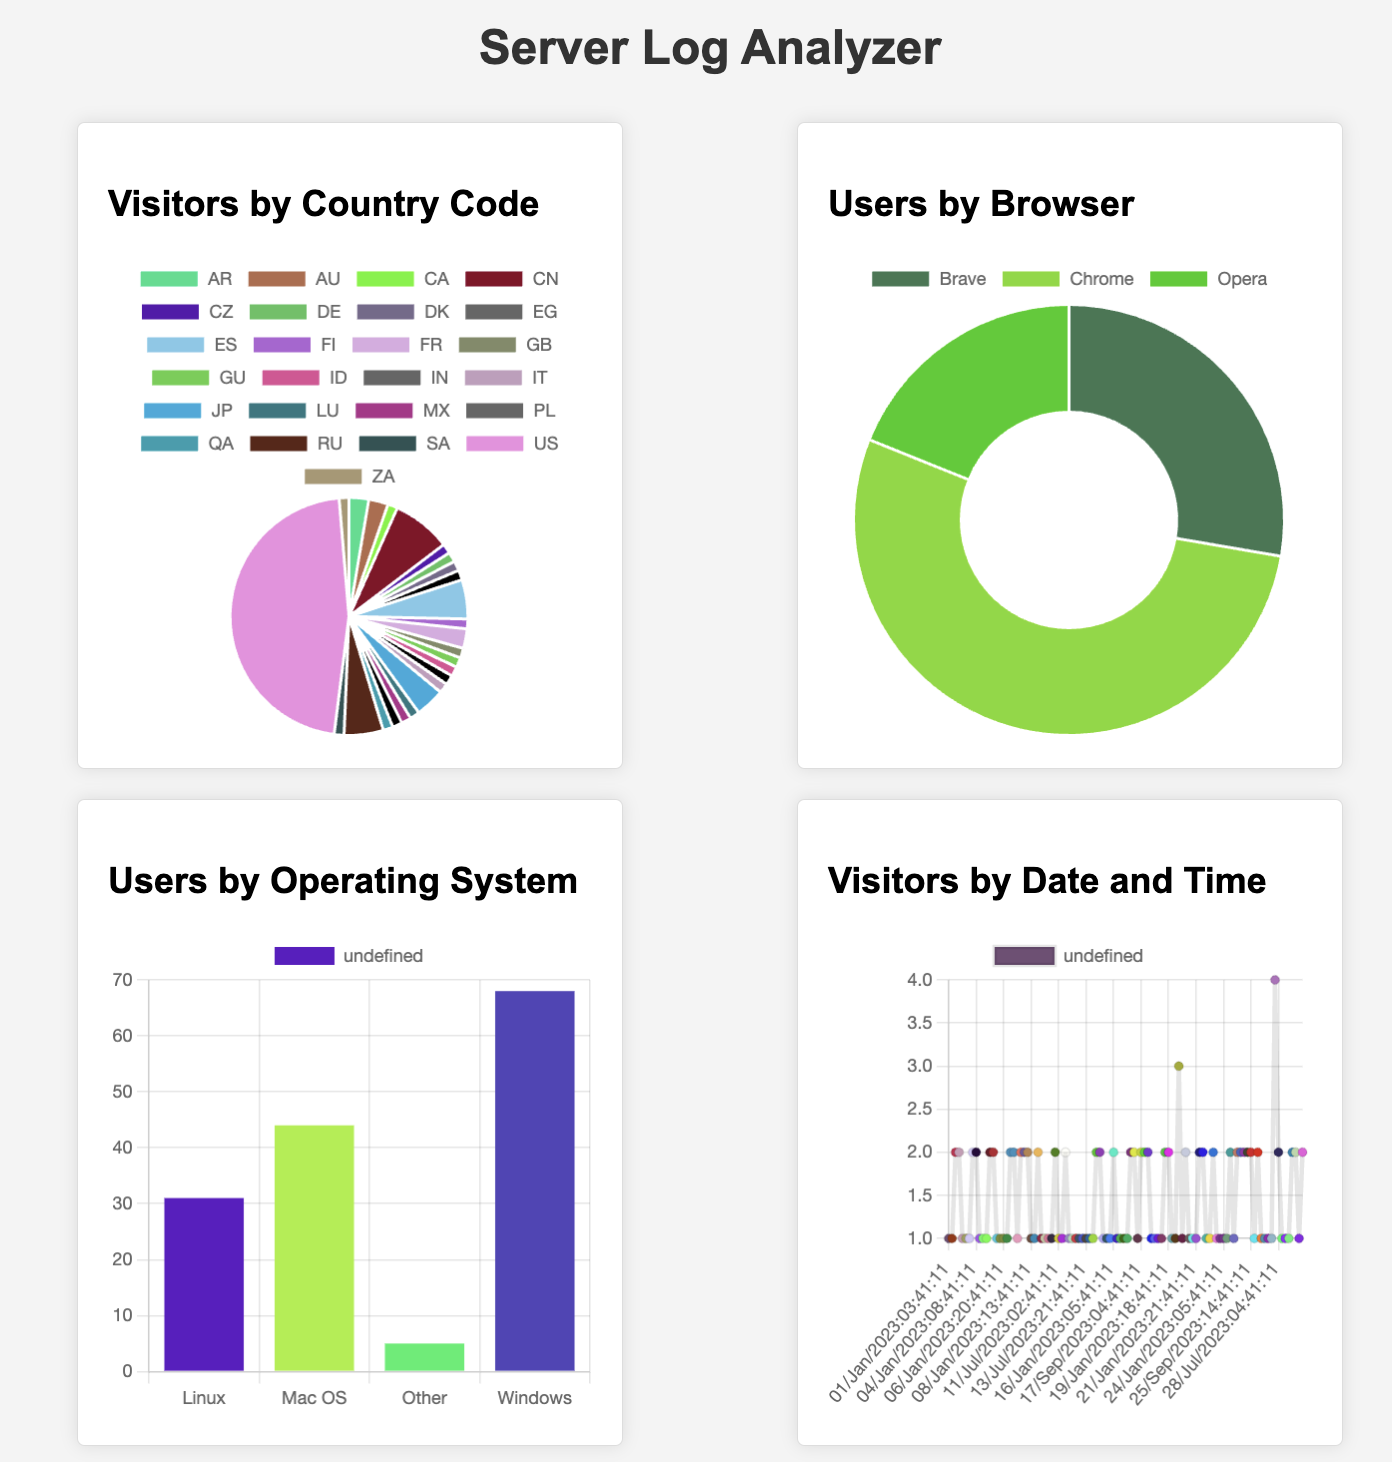 Server Log Analyzer
Visitors by Country Code
AR AU CA CN
CZ DE DK EG
ES FI FR GB
GU ID IN IT
JP LU MX PL
QA RU SA US
ZA
Users by Browser
Brave Chrome Opera
Users by Operating System
undefined
70
60
50
40
30
20
10
0
Linux Mac OS Other Windows
Visitors by Date and Time
undefined
4.0
3.5
3.0
2.5
2.0
1.5
1.0
01/Jan/2023:03:41:11
04/Jan/2023:08:41:11
06/Jan/2023:20:41:11
08/Jan/2023:13:41:11
11/Jul/2023:02:41:11
13/Jul/2023:21:41:11
16/Jan/2023:05:41:11
17/Sep/2023:04:41:11
19/Jan/2023:18:41:11
21/Jan/2023:21:41:11
24/Jan/2023:05:41:11
25/Sep/2023:14:41:11
28/Jul/2023:04:41:11